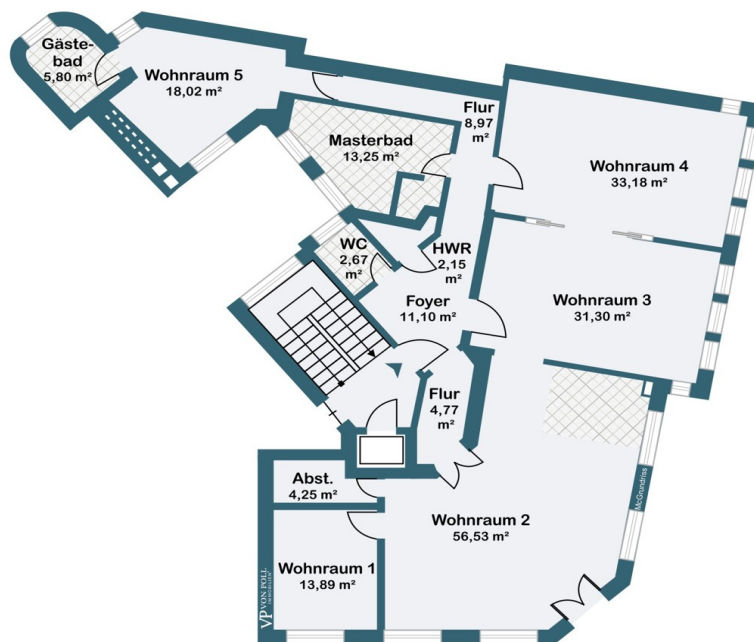 Gäste-
bad
5,80 m²
Wohnraum 5
18,02 m²
Flur
8,97
m²
Masterbad
13,25 m²
Wohnraum 4
33,18 m²
WC
2,67
m²
HWR
2,15
m²
Foyer
11,10 m²
Wohnraum 3
31,30 m²
Flur
4,77
m²
Abst.
4,25 m²
Wohnraum 2
56,53 m²
Wohnraum 1
13,89 m²
McGrundriss
VP VON POLL
IMMOBILIEN